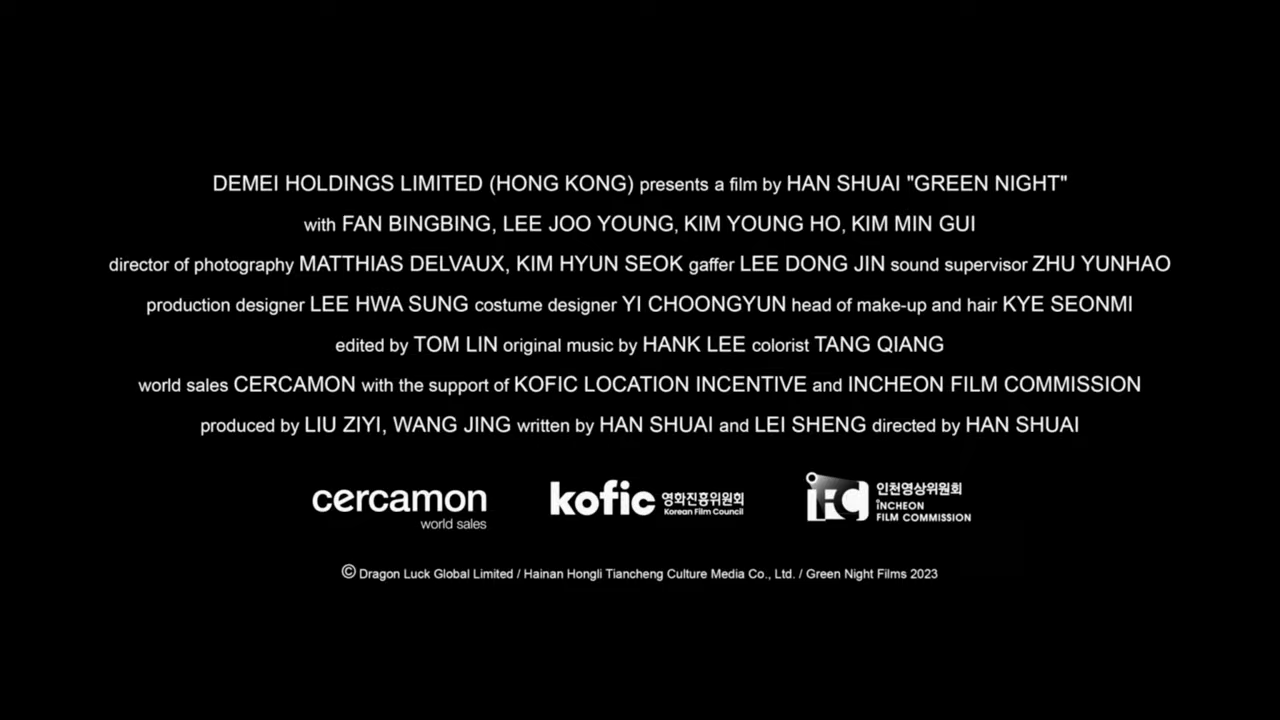 DEMEI HOLDINGS LIMITED (HONG KONG) presents a film by HAN SHUAI "GREEN NIGHT"
with FAN BINGBING, LEE JOO YOUNG, KIM YOUNG HO, KIM MIN GUI
director of photography MATTHIAS DELVAUX, KIM HYUN SEOK gaffer LEE DONG JIN sound supervisor ZHU YUNHAO
production designer LEE HWA SUNG costume designer YI CHOONGYUN head of make-up and hair KYE SEONMI
edited by TOM LIN original music by HANK LEE colorist TANG QIANG
world sales CERCAMON with the support of KOFIC LOCATION INCENTIVE and INCHEON FILM COMMISSION
produced by LIU ZIYI, WANG JING written by HAN SHUAI and LEI SHENG directed by HAN SHUAI
cercamon
world sales
kofic 영화진흥위원회
Korean Film Council
iFC 인천영상위원회
iNCHEON
FILM COMMISSION
© Dragon Luck Global Limited / Hainan Hongli Tiancheng Culture Media Co., Ltd. / Green Night Films 2023